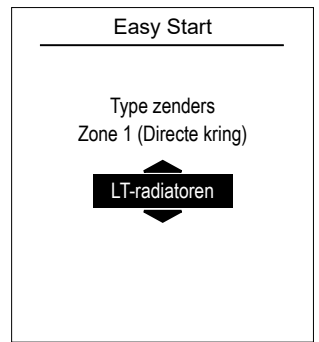 Easy Start
Type zenders
Zone 1 (Directe kring)
LT-radiatoren